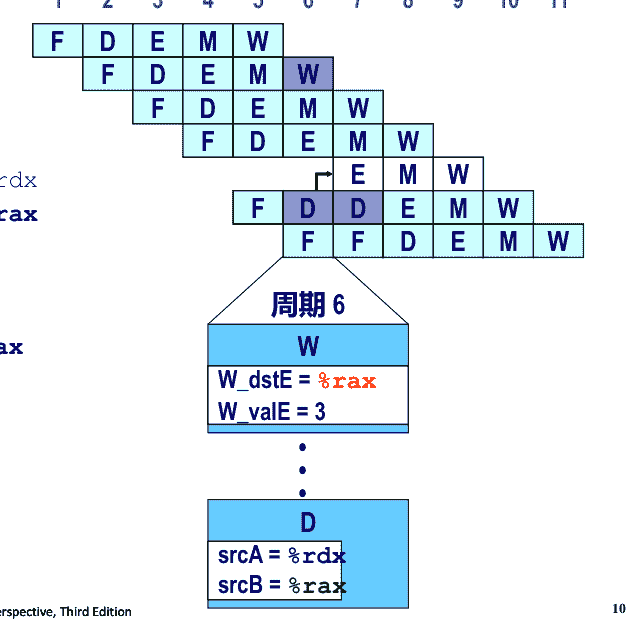 1 2 3 4 5 6 7 8 9 10 11
F D E M W
F D E M W
F D E M W
F D E M W
rdx E M W
rax F D D E M W
F F D E M W
周期 6
ax
W
W_dstE = %rax
W_valE = 3
D
srcA = %rdx
srcB = %rax
erspective, Third Edition
10